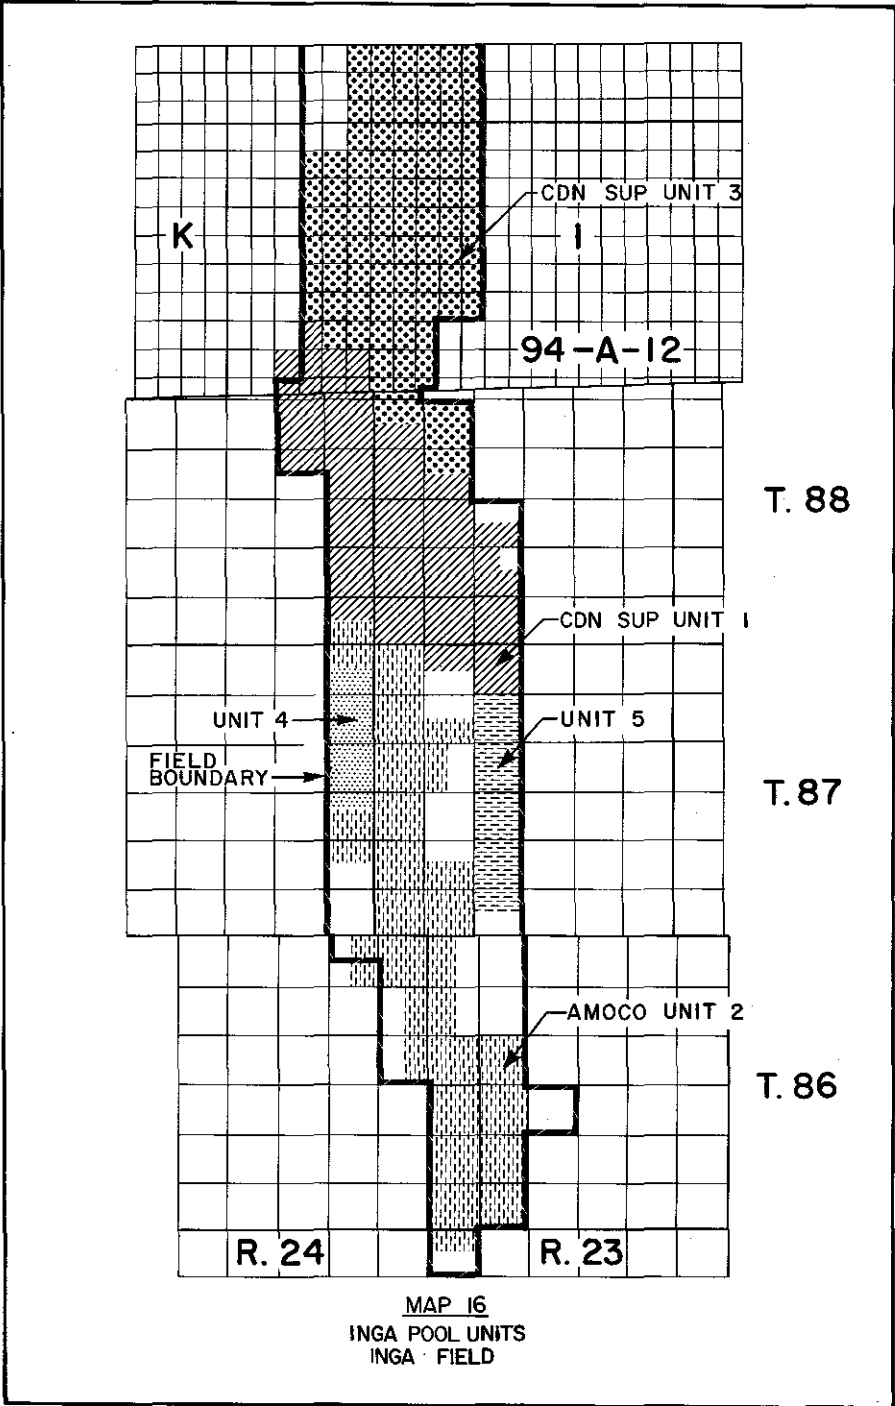 CDN SUP UNIT 3
K
I
94-A-12
T. 88
CDN SUP UNIT 1
UNIT 4
UNIT 5
FIELD
BOUNDARY
T. 87
AMOCO UNIT 2
T. 86
R. 24
R. 23
MAP 16
INGA POOL UNITS
INGA FIELD